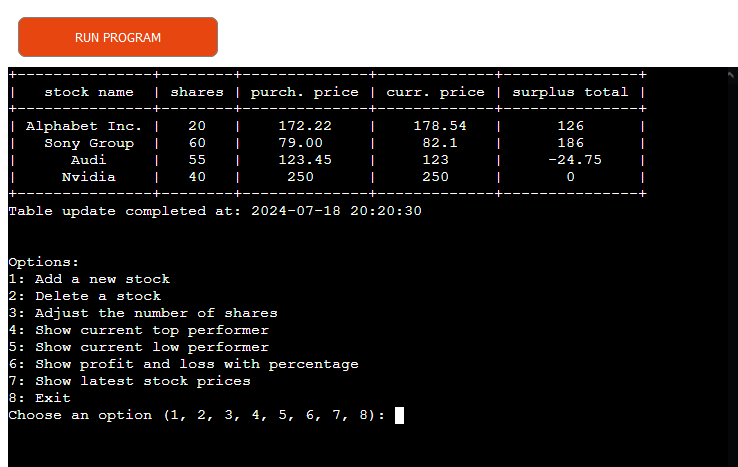 RUN PROGRAM
+---------------+--------+--------------+-------------+---------------+
|   stock name  | shares | purch. price | curr. price | surplus total |
+---------------+--------+--------------+-------------+---------------+
| Alphabet Inc. |   20   |    172.22    |    178.54   |      126      |
|   Sony Group  |   60   |    79.00     |     82.1    |      186      |
|      Audi     |   55   |    123.45    |     123     |     -24.75    |
|     Nvidia    |   40   |     250      |     250     |       0       |
+---------------+--------+--------------+-------------+---------------+
Table update completed at: 2024-07-18 20:20:30
Options:
1: Add a new stock
2: Delete a stock
3: Adjust the number of shares
4: Show current top performer
5: Show current low performer
6: Show profit and loss with percentage
7: Show latest stock prices
8: Exit
Choose an option (1, 2, 3, 4, 5, 6, 7, 8):